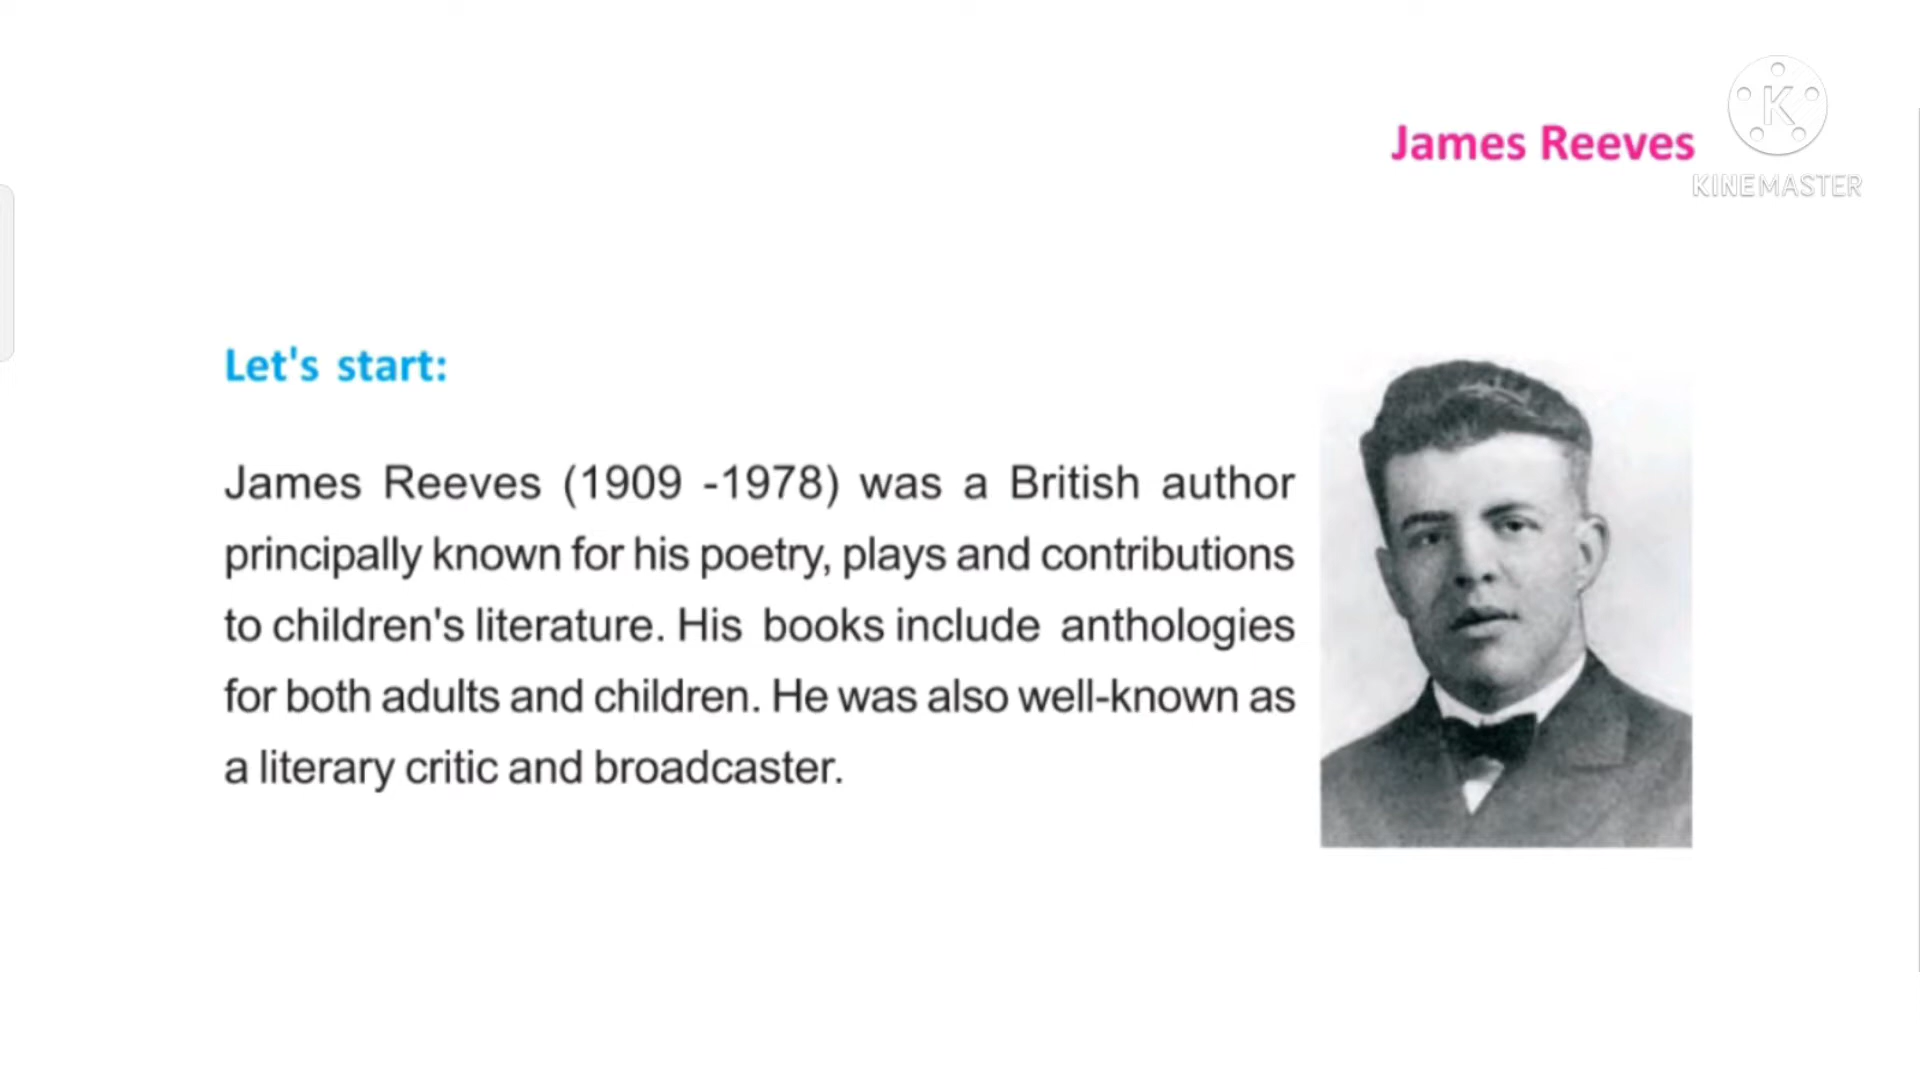 James Reeves
K
KINEMASTER
Let's start:
James Reeves (1909 -1978) was a British author
principally known for his poetry, plays and contributions
to children's literature. His books include anthologies
for both adults and children. He was also well-known as
a literary critic and broadcaster.